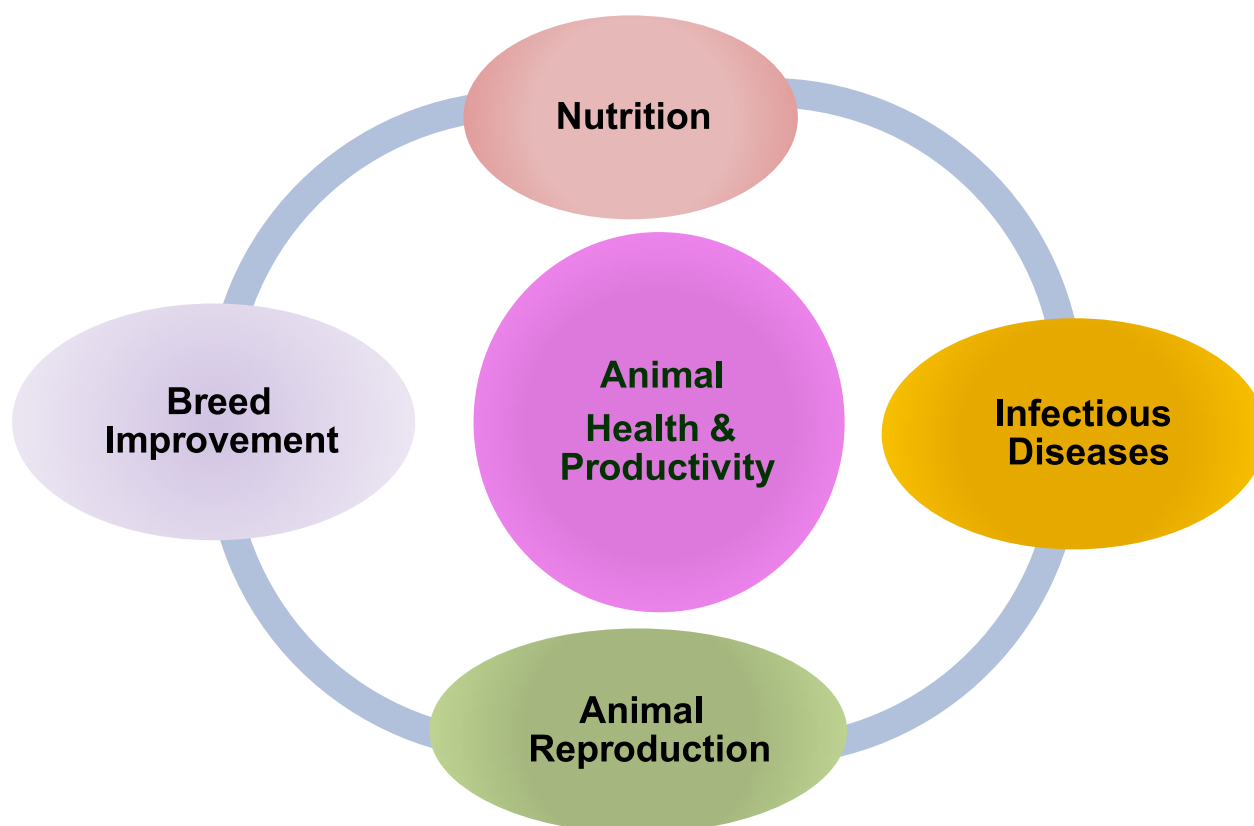 Nutrition
Animal
Health &
Productivity
Breed
Improvement
Infectious
Diseases
Animal
Reproduction